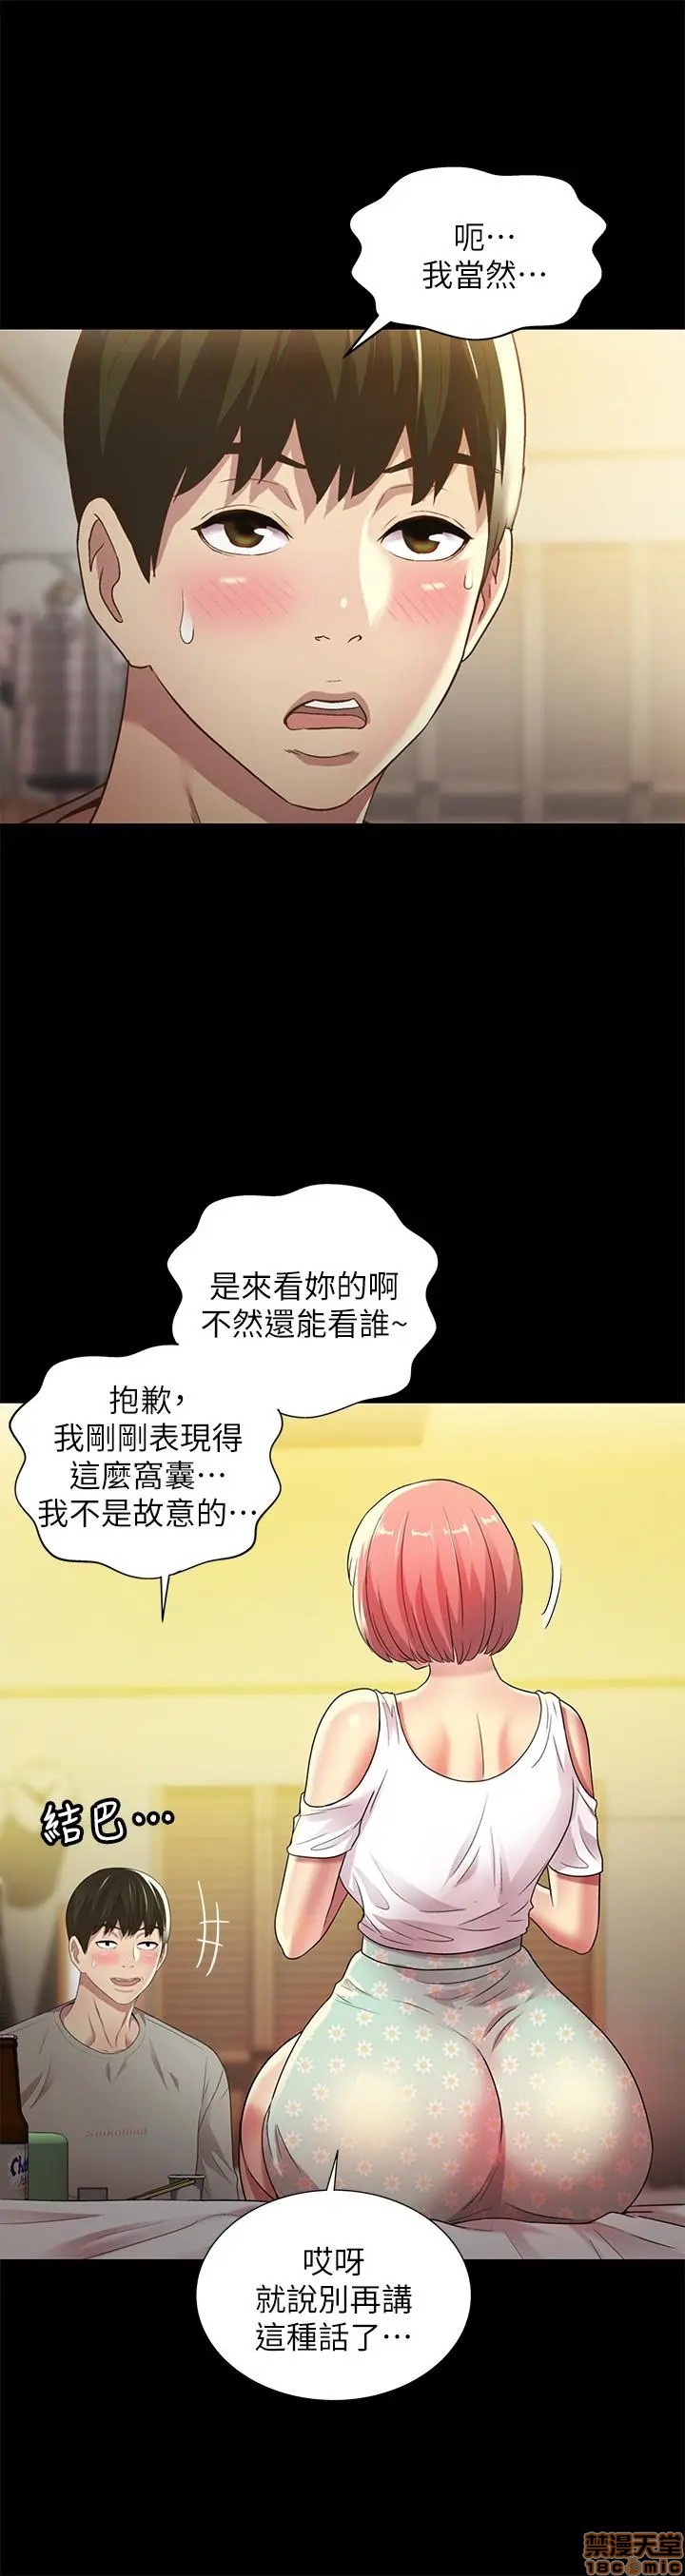 呃…
我當然…
是來看妳的啊
不然還能看誰~
抱歉，
我剛剛表現得
這麼窩囊…
我不是故意的…
結巴…
Saikoland
哎呀
就說別再講
這種話了…
禁漫天堂
18comic